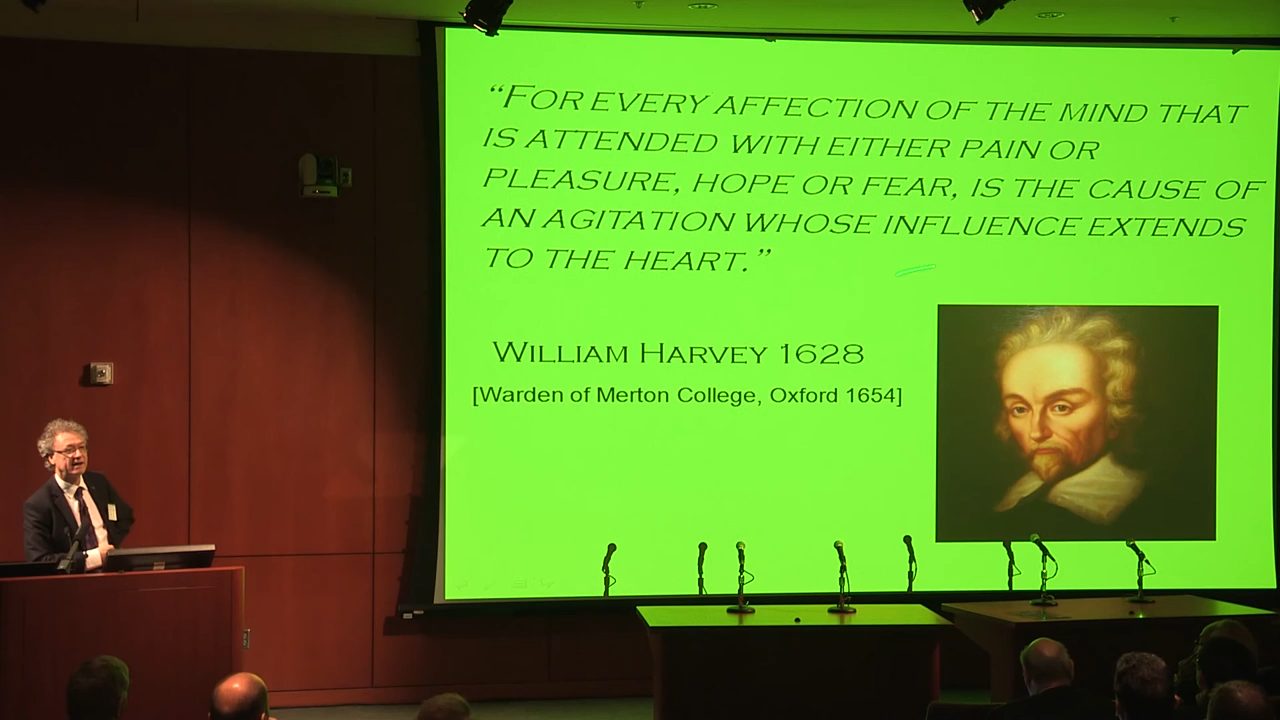 “FOR EVERY AFFECTION OF THE MIND THAT
IS ATTENDED WITH EITHER PAIN OR
PLEASURE, HOPE OR FEAR, IS THE CAUSE OF
AN AGITATION WHOSE INFLUENCE EXTENDS
TO THE HEART.”
WILLIAM HARVEY 1628
[Warden of Merton College, Oxford 1654]